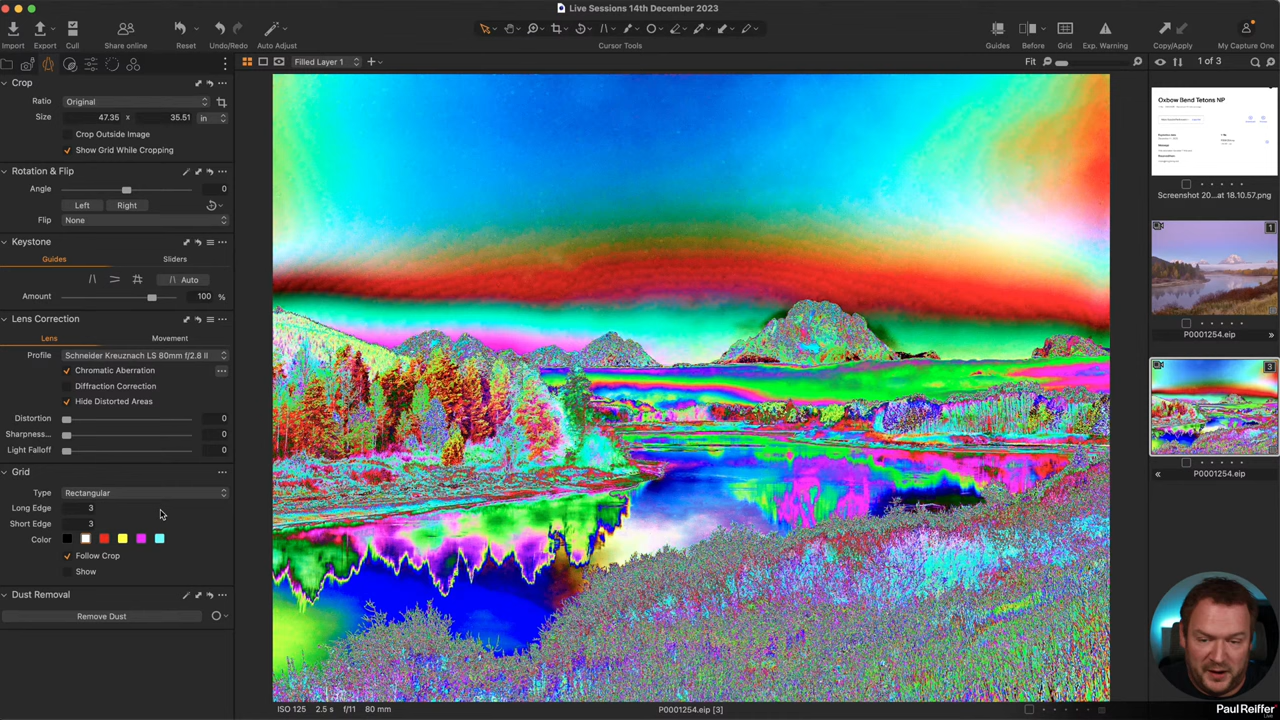 Live Sessions 14th December 2023
Import
Export
Cull
Share online
Reset
Undo/Redo
Auto Adjust
Cursor Tools
Guides
Before
Grid
Exp. Warning
Copy/Apply
My Capture One
Filled Layer 1
Fit
1 of 3
Crop
Ratio Original
Size 47.35 x 35.51 in
Crop Outside Image
Show Grid While Cropping
Rotation & Flip
Angle 0
Left Right
Flip None
Keystone
Guides Sliders
Auto
Amount 100 %
Lens Correction
Lens Movement
Profile Schneider Kreuznach LS 80mm f/2.8 II
Chromatic Aberration
Diffraction Correction
Hide Distorted Areas
Distortion 0
Sharpness... 0
Light Falloff 0
Grid
Type Rectangular
Long Edge 3
Short Edge 3
Color
Follow Crop
Show
Dust Removal
Remove Dust
ISO 125 2.5 s f/11 80 mm
P0001254.eip [3]
Oxbow Bend Tetons NP
Screenshot 20...at 18.10.57.png
1
P0001254.eip
3
P0001254.eip
Paul Reiffer
Live